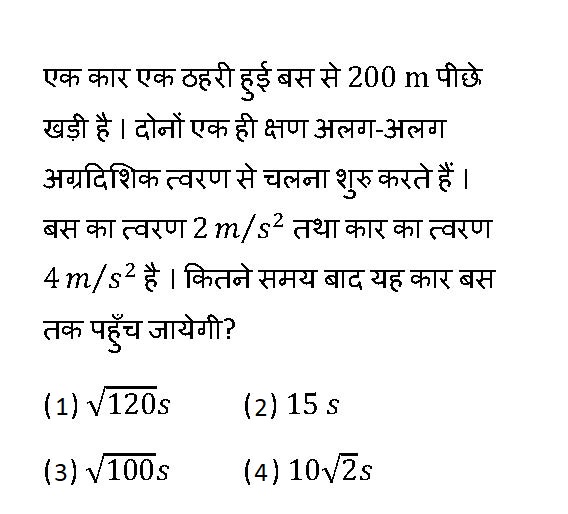 एक कार एक ठहरी हुई बस से 200 m पीछे
खड़ी है । दोनों एक ही क्षण अलग-अलग
अग्रदिशिक त्वरण से चलना शुरु करते हैं ।
बस का त्वरण 2 m/s² तथा कार का त्वरण
4 m/s² है । कितने समय बाद यह कार बस
तक पहुँच जायेगी?
(1) √120s (2) 15 s
(3) √100s (4) 10√2s